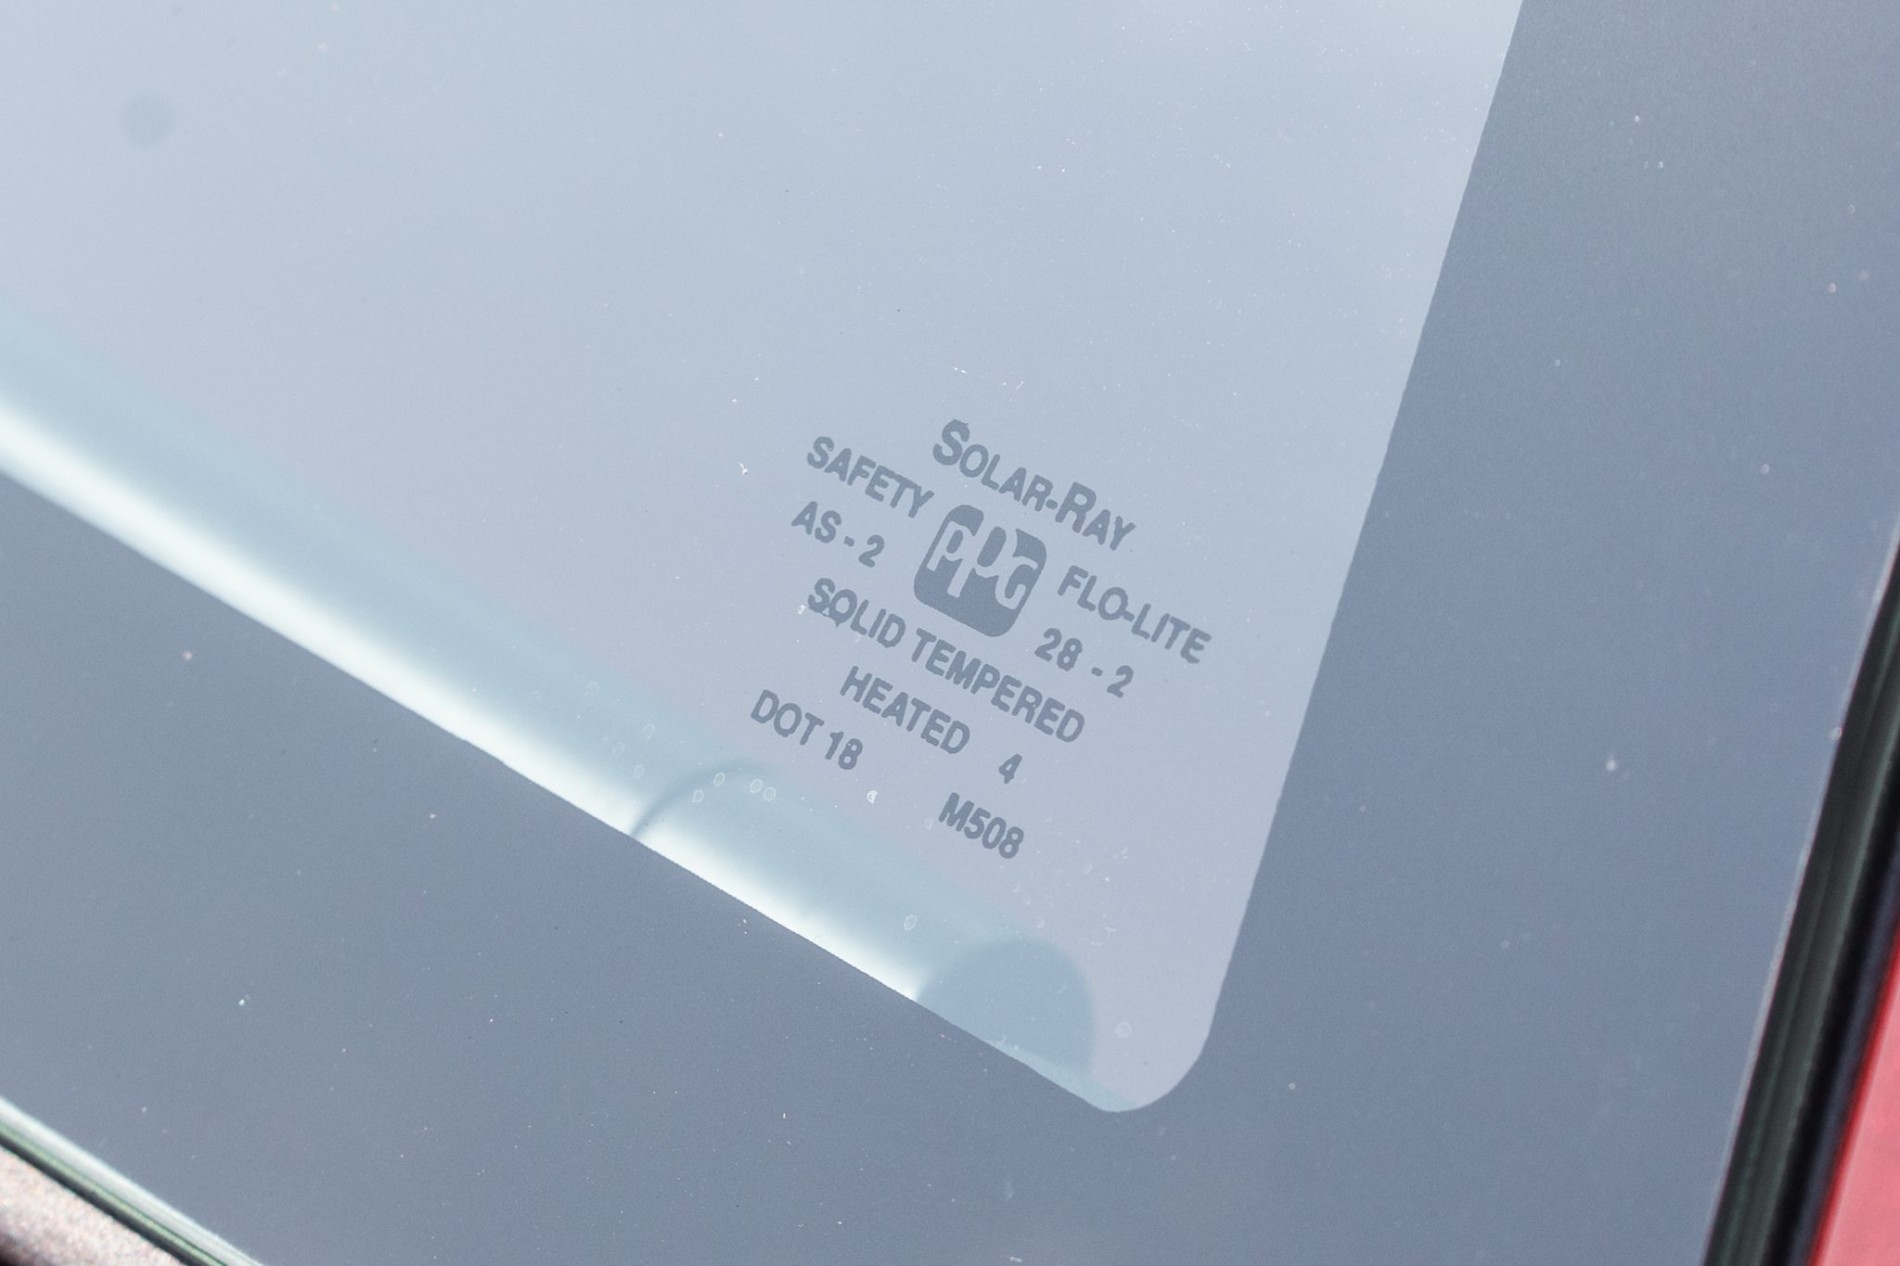 SOLAR-RAY
SAFETY PPG FLO-LITE
AS-2 28-2
SOLID TEMPERED
HEATED 4
DOT 18 M508